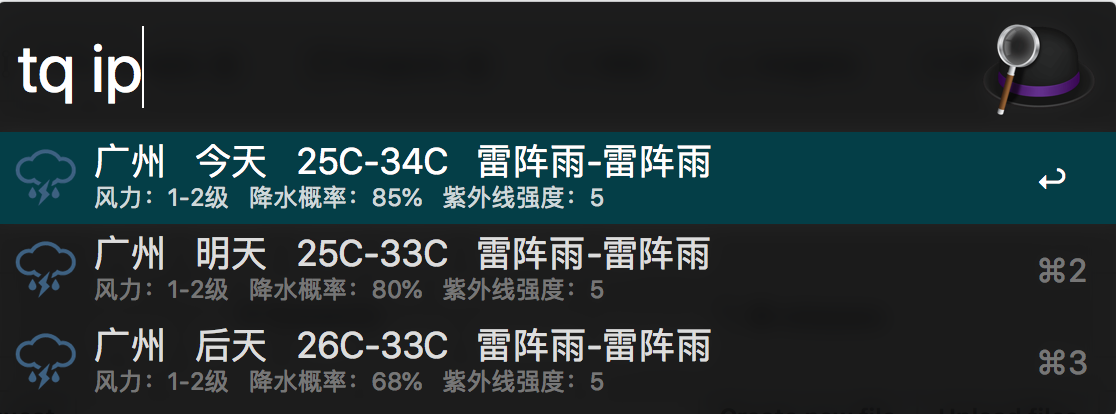 tq ip
广州 今天 25C-34C 雷阵雨-雷阵雨
风力：1-2级 降水概率：85% 紫外线强度：5
广州 明天 25C-33C 雷阵雨-雷阵雨
⌘2
风力：1-2级 降水概率：80% 紫外线强度：5
广州 后天 26C-33C 雷阵雨-雷阵雨
⌘3
风力：1-2级 降水概率：68% 紫外线强度：5